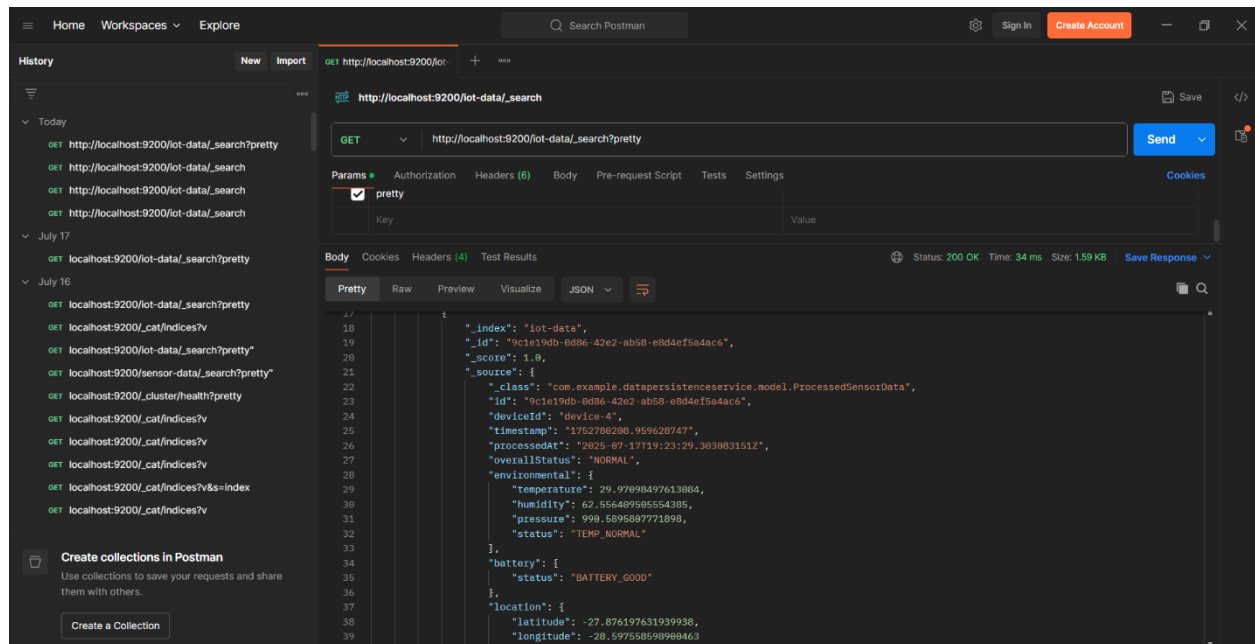 Home Workspaces Explore Search Postman Sign In Create Account
History New Import
GET http://localhost:9200/iot-
http://localhost:9200/iot-data/_search Save
Today
GET http://localhost:9200/iot-data/_search?pretty
GET http://localhost:9200/iot-data/_search
GET http://localhost:9200/iot-data/_search
GET http://localhost:9200/iot-data/_search
July 17
GET localhost:9200/iot-data/_search?pretty
July 16
GET localhost:9200/iot-data/_search?pretty
GET localhost:9200/_cat/indices?v
GET localhost:9200/iot-data/_search?pretty"
GET localhost:9200/sensor-data/_search?pretty"
GET localhost:9200/_cluster/health?pretty
GET localhost:9200/_cat/indices?v
GET localhost:9200/_cat/indices?v
GET localhost:9200/_cat/indices?v
GET localhost:9200/_cat/indices?v&s=index
GET localhost:9200/_cat/indices?v
Create collections in Postman
Use collections to save your requests and share
them with others.
Create a Collection
GET http://localhost:9200/iot-data/_search?pretty Send
Params Authorization Headers (6) Body Pre-request Script Tests Settings Cookies
pretty
Key Value
Body Cookies Headers (4) Test Results Status: 200 OK Time: 34 ms Size: 1.59 KB Save Response
Pretty Raw Preview Visualize JSON
17 {
18 "_index": "iot-data",
19 "_id": "9c1e19db-0d86-42e2-ab58-e8d4ef5a4ac6",
20 "_score": 1.0,
21 "_source": {
22 "_class": "com.example.datapersistenceservice.model.ProcessedSensorData",
23 "id": "9c1e19db-0d86-42e2-ab58-e8d4ef5a4ac6",
24 "deviceId": "device-4",
25 "timestamp": "1752780208.959628747",
26 "processedAt": "2025-07-17T19:23:29.303083151Z",
27 "overallStatus": "NORMAL",
28 "environmental": {
29 "temperature": 29.97098497613084,
30 "humidity": 62.556409505554385,
31 "pressure": 990.5895807771898,
32 "status": "TEMP_NORMAL"
33 },
34 "battery": {
35 "status": "BATTERY_GOOD"
36 },
37 "location": {
38 "latitude": -27.876197631939938,
39 "longitude": -28.597558598900463